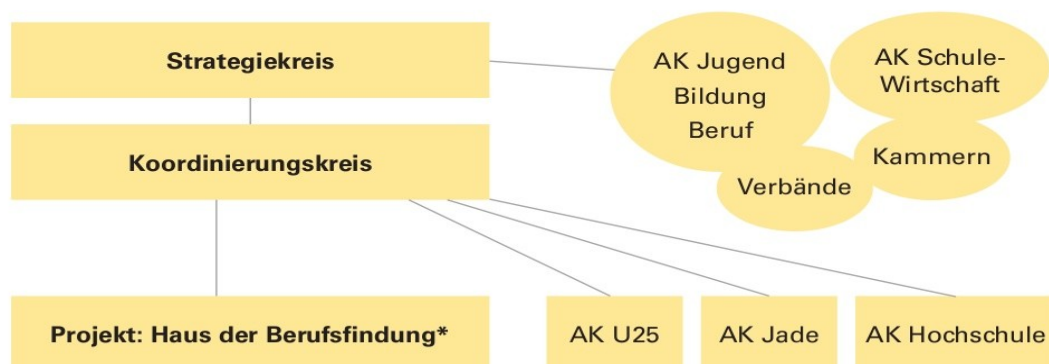 Strategiekreis
AK Jugend
Bildung
Beruf
AK Schule-
Wirtschaft
Koordinierungskreis
Verbände
Kammern
Projekt: Haus der Berufsfindung*
AK U25
AK Jade
AK Hochschule